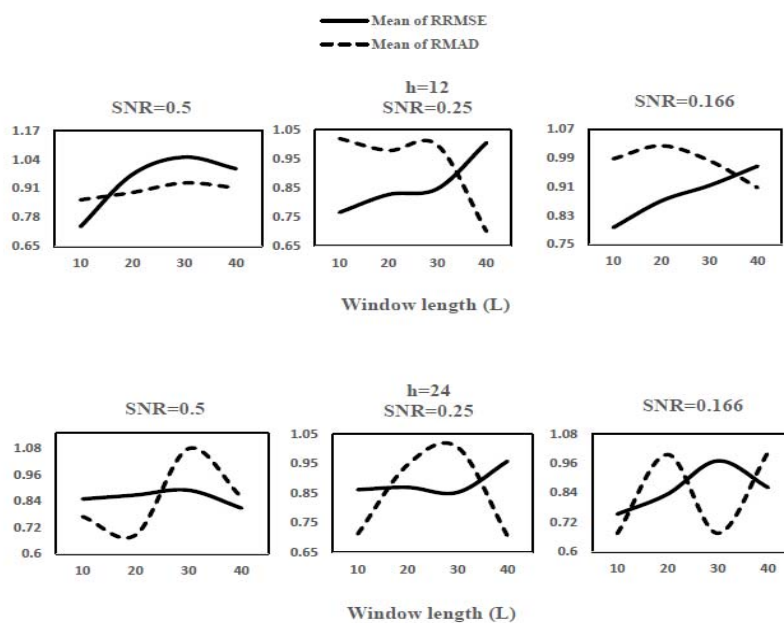 Mean of RRMSE
Mean of RMAD
h=12
SNR=0.5
SNR=0.25
SNR=0.166
1.17
1.04
0.91
0.78
0.65
10 20 30 40
1.05
0.95
0.85
0.75
0.65
10 20 30 40
1.07
0.99
0.91
0.83
0.75
10 20 30 40
Window length (L)
h=24
SNR=0.5
SNR=0.25
SNR=0.166
1.08
0.96
0.84
0.72
0.6
10 20 30 40
1.05
0.95
0.85
0.75
0.65
10 20 30 40
1.08
0.96
0.84
0.72
0.6
10 20 30 40
Window length (L)